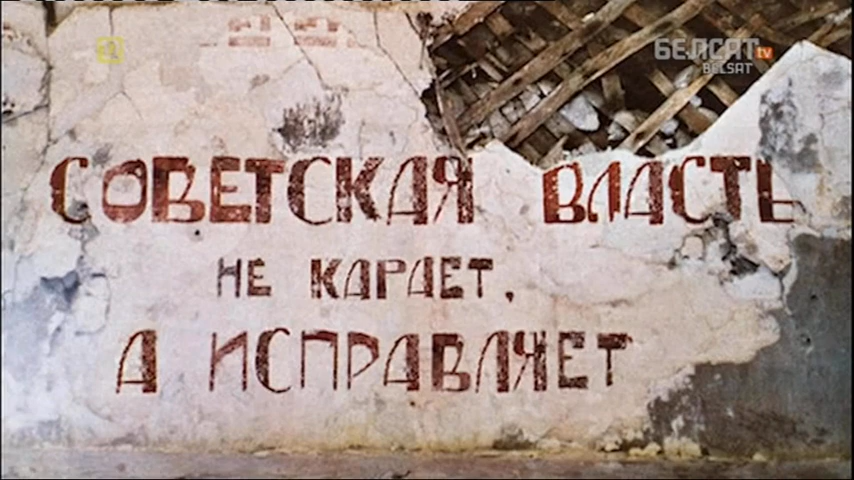 БЕЛСАТ tv
BELSAT
СОВЕТСКАЯ ВЛАСТЬ
НЕ КАРАЕТ,
А ИСПРАВЛЯЕТ